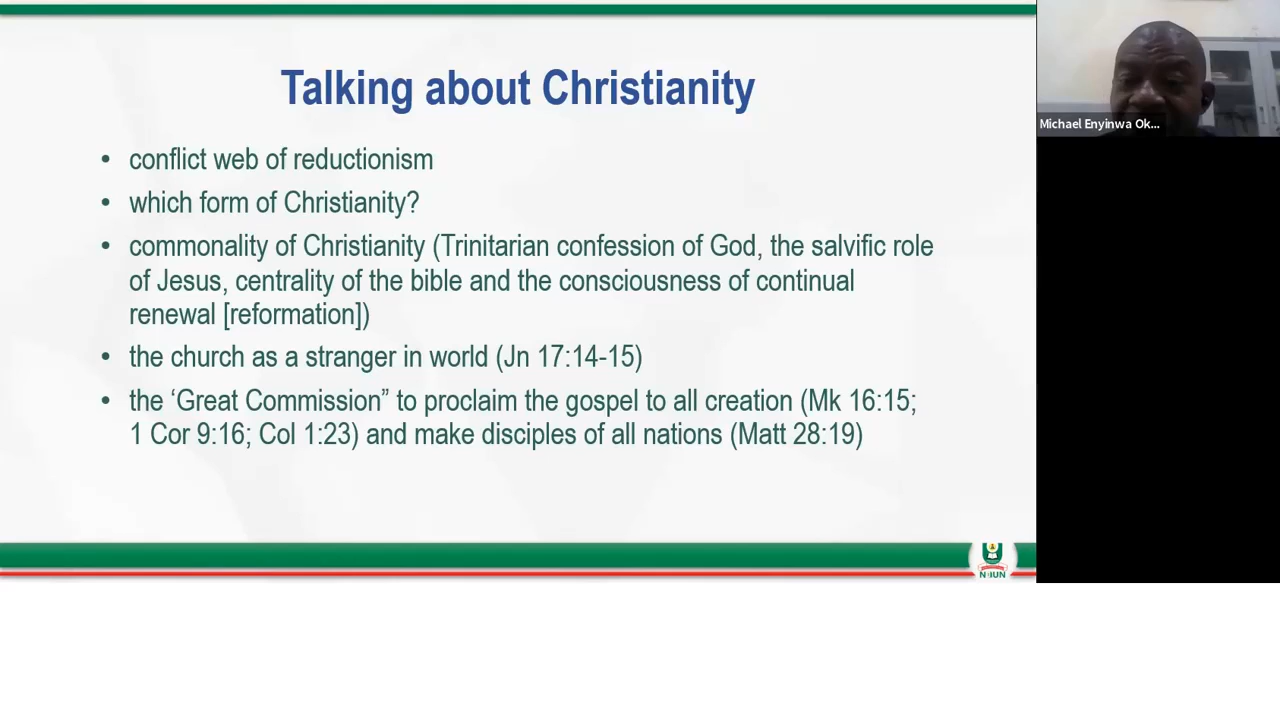 Talking about Christianity
• conflict web of reductionism
• which form of Christianity?
• commonality of Christianity (Trinitarian confession of God, the salvific role
of Jesus, centrality of the bible and the consciousness of continual
renewal [reformation])
• the church as a stranger in world (Jn 17:14-15)
• the ‘Great Commission” to proclaim the gospel to all creation (Mk 16:15;
1 Cor 9:16; Col 1:23) and make disciples of all nations (Matt 28:19)
Michael Enyinwa Ok...